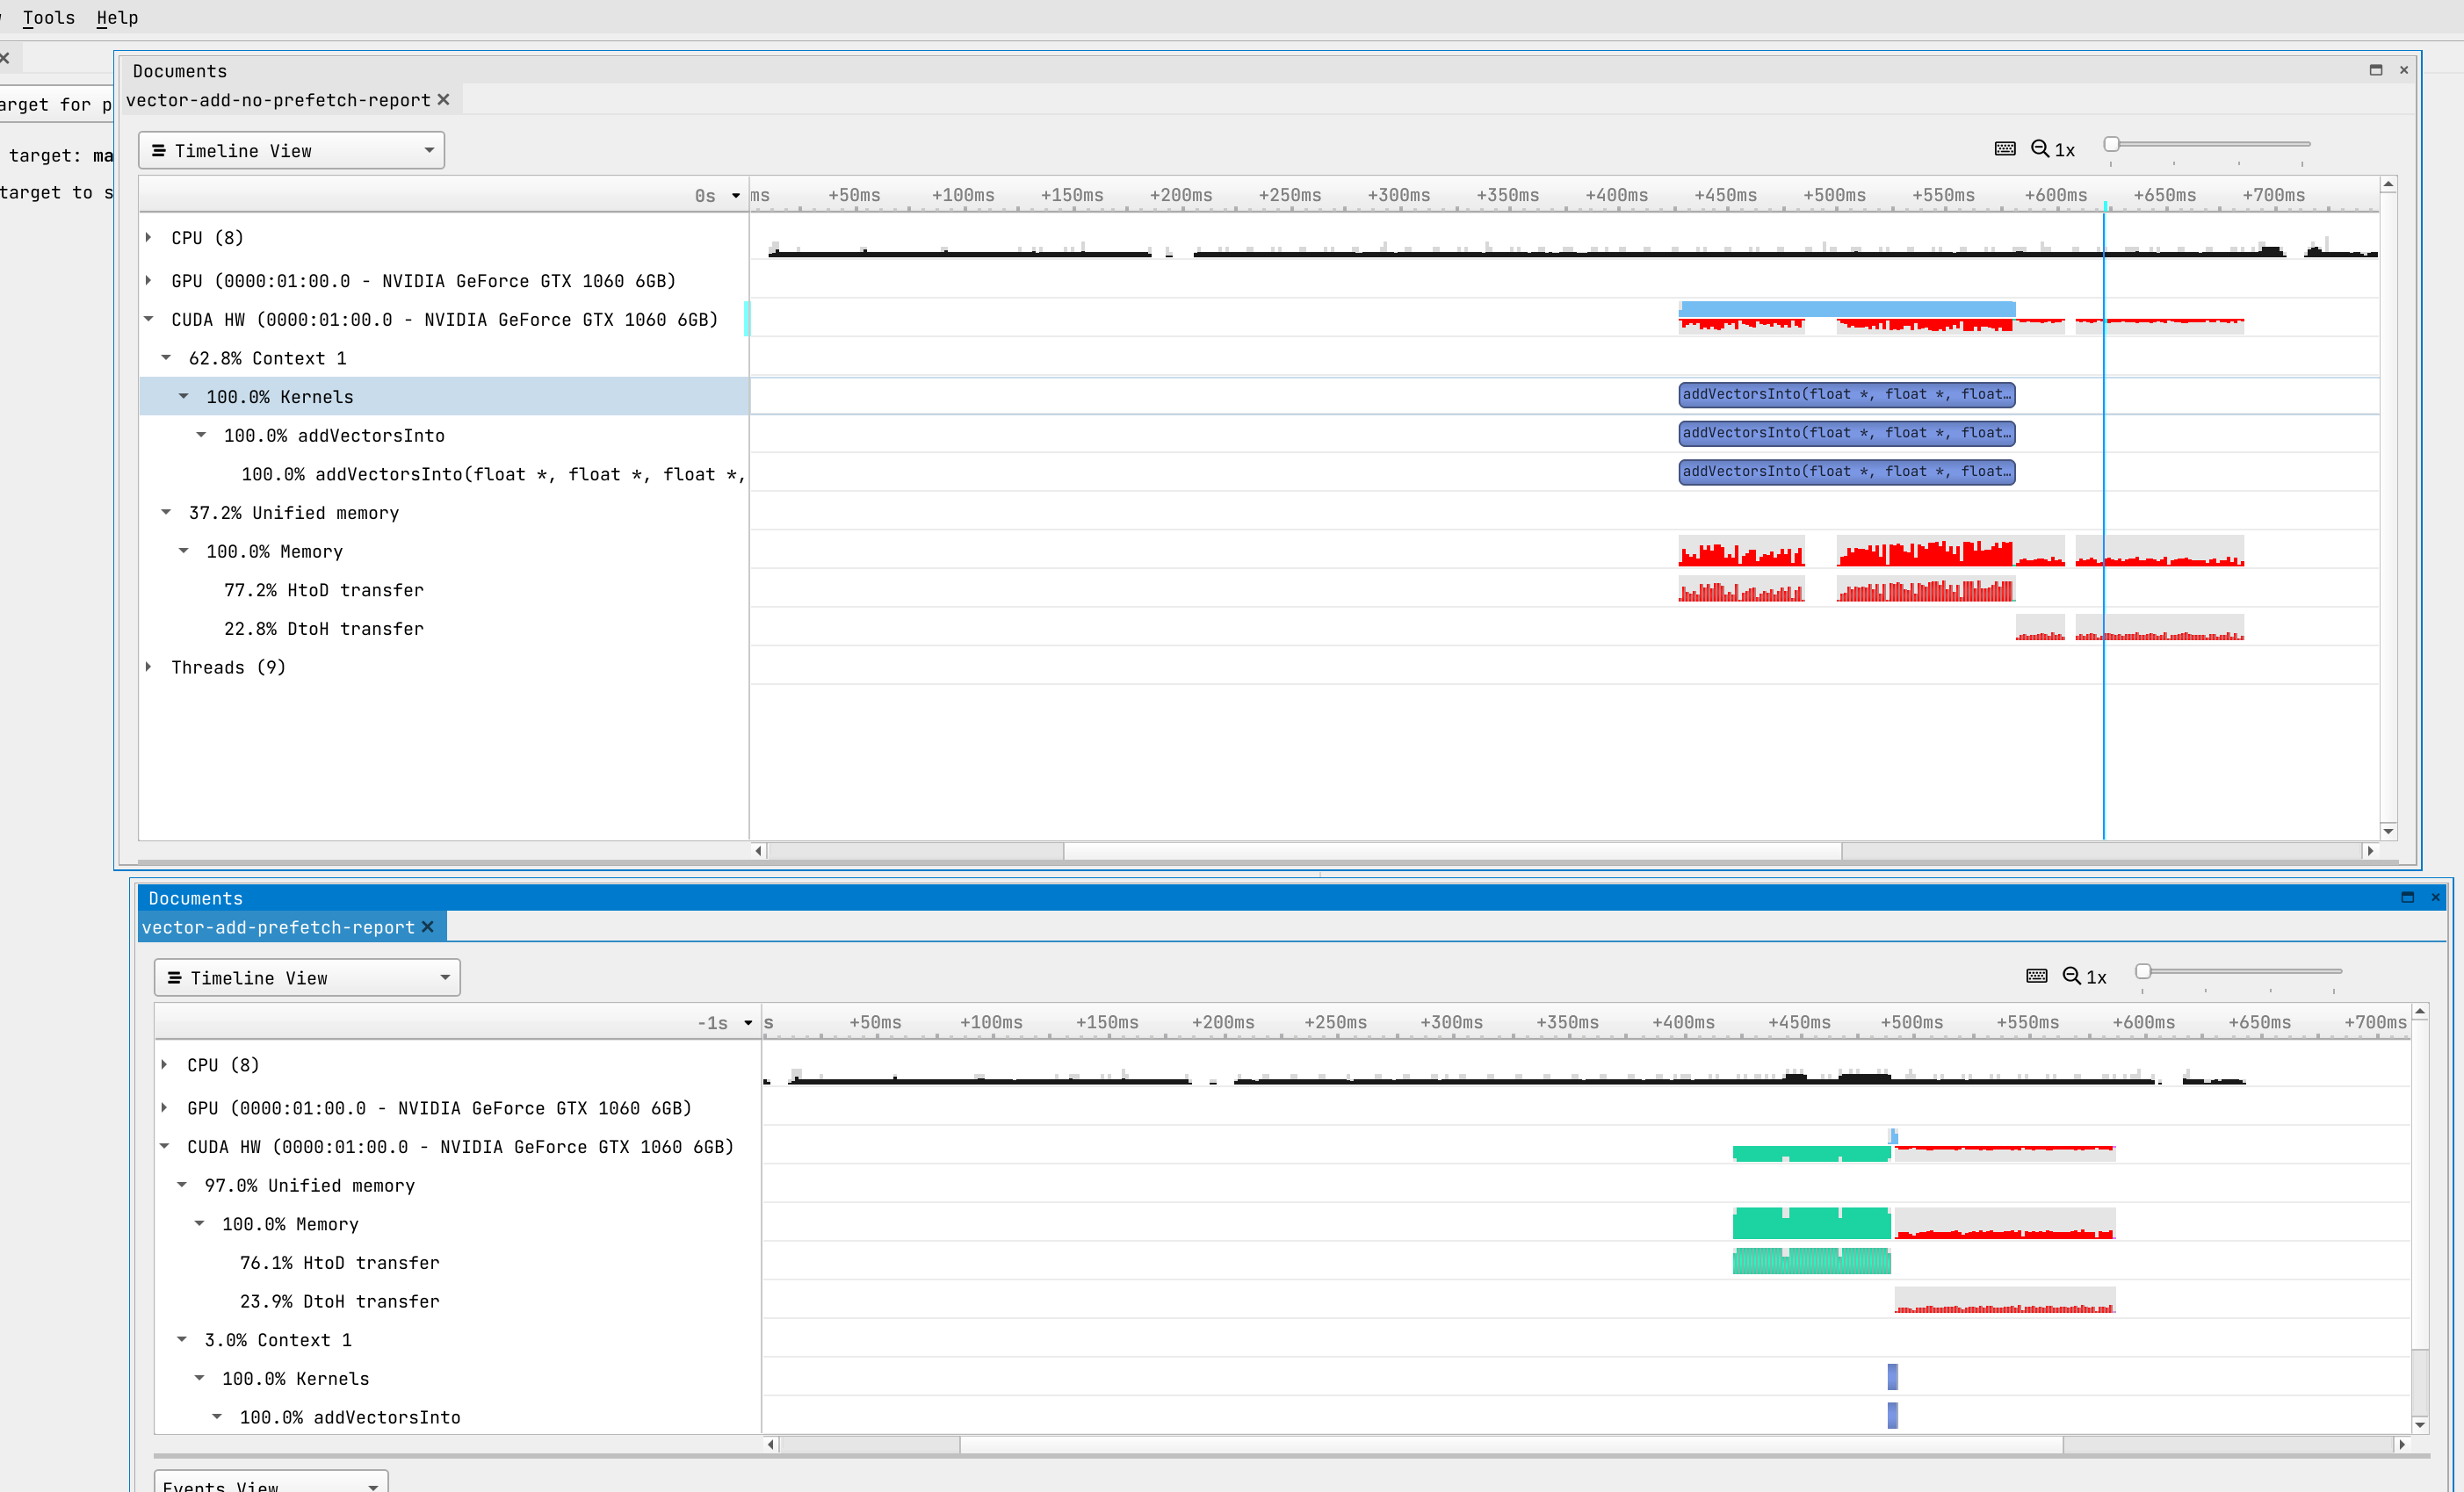 Tools Help
Documents
vector-add-no-prefetch-report
arget for p
target: ma
target to s
Timeline View
1x
0s
ms +50ms +100ms +150ms +200ms +250ms +300ms +350ms +400ms +450ms +500ms +550ms +600ms +650ms +700ms
CPU (8)
GPU (0000:01:00.0 - NVIDIA GeForce GTX 1060 6GB)
CUDA HW (0000:01:00.0 - NVIDIA GeForce GTX 1060 6GB)
62.8% Context 1
100.0% Kernels
addVectorsInto(float *, float *, float…
100.0% addVectorsInto
addVectorsInto(float *, float *, float…
100.0% addVectorsInto(float *, float *, float *,
addVectorsInto(float *, float *, float…
37.2% Unified memory
100.0% Memory
77.2% HtoD transfer
22.8% DtoH transfer
Threads (9)
Documents
vector-add-prefetch-report
Timeline View
1x
-1s
s +50ms +100ms +150ms +200ms +250ms +300ms +350ms +400ms +450ms +500ms +550ms +600ms +650ms +700ms
CPU (8)
GPU (0000:01:00.0 - NVIDIA GeForce GTX 1060 6GB)
CUDA HW (0000:01:00.0 - NVIDIA GeForce GTX 1060 6GB)
97.0% Unified memory
100.0% Memory
76.1% HtoD transfer
23.9% DtoH transfer
3.0% Context 1
100.0% Kernels
100.0% addVectorsInto
Events View